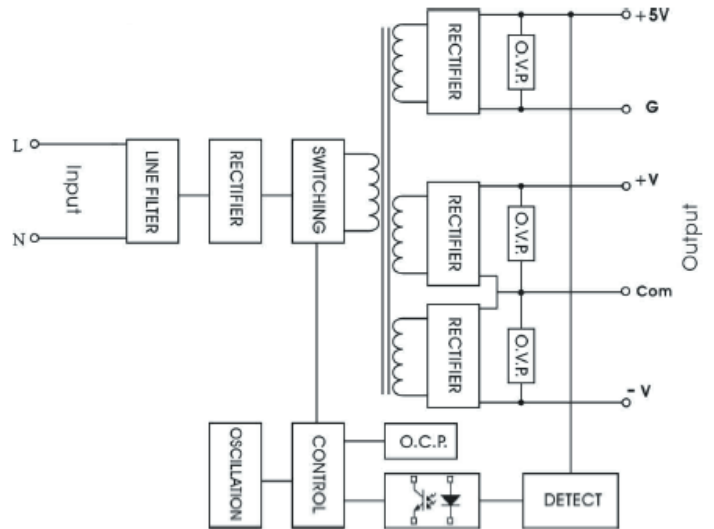 +5V
RECTIFIER
O.V.P.
G
L
Input
N
LINE FILTER
RECTIFIER
SWITCHING
+V
RECTIFIER
O.V.P.
Output
Com
RECTIFIER
O.V.P.
- V
OSCILLATION
CONTROL
O.C.P.
DETECT